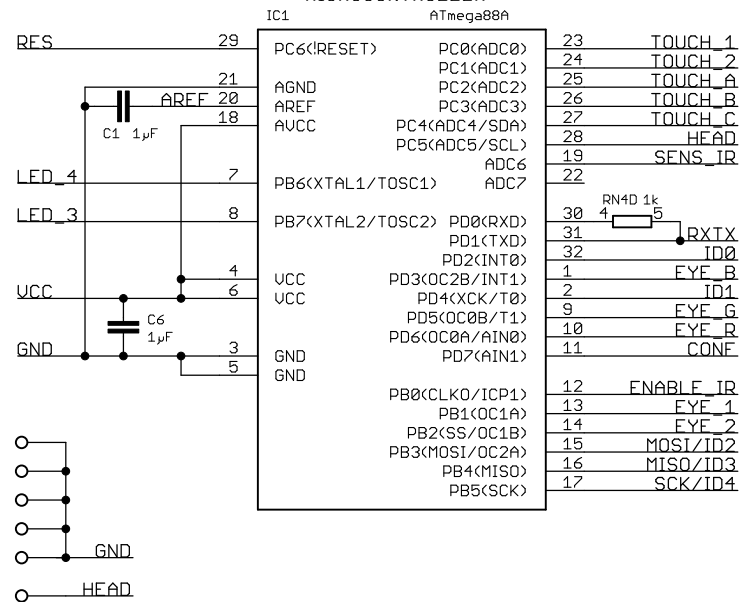 IC1 ATmega88A
RES 29 PC6(!RESET) PC0(ADC0) 23 TOUCH_1
PC1(ADC1) 24 TOUCH_2
21 AGND PC2(ADC2) 25 TOUCH_A
AREF 20 AREF PC3(ADC3) 26 TOUCH_B
C1 1µF 18 AVCC PC4(ADC4/SDA) 27 TOUCH_C
PC5(ADC5/SCL) 28 HEAD
ADC6 19 SENS_IR
LED_4 7 PB6(XTAL1/TOSC1) ADC7 22
RN4D 1k
LED_3 8 PB7(XTAL2/TOSC2) PD0(RXD) 30 4 5
PD1(TXD) 31 RXTX
PD2(INT0) 32 ID0
4 VCC PD3(OC2B/INT1) 1 EYE_B
VCC 6 VCC PD4(XCK/T0) 2 ID1
C6 PD5(OC0B/T1) 9 EYE_G
1µF PD6(OC0A/AIN0) 10 EYE_R
GND 3 GND PD7(AIN1) 11 CONF
5 GND
PB0(CLKO/ICP1) 12 ENABLE_IR
PB1(OC1A) 13 EYE_1
PB2(SS/OC1B) 14 EYE_2
PB3(MOSI/OC2A) 15 MOSI/ID2
PB4(MISO) 16 MISO/ID3
PB5(SCK) 17 SCK/ID4
GND
HEAD